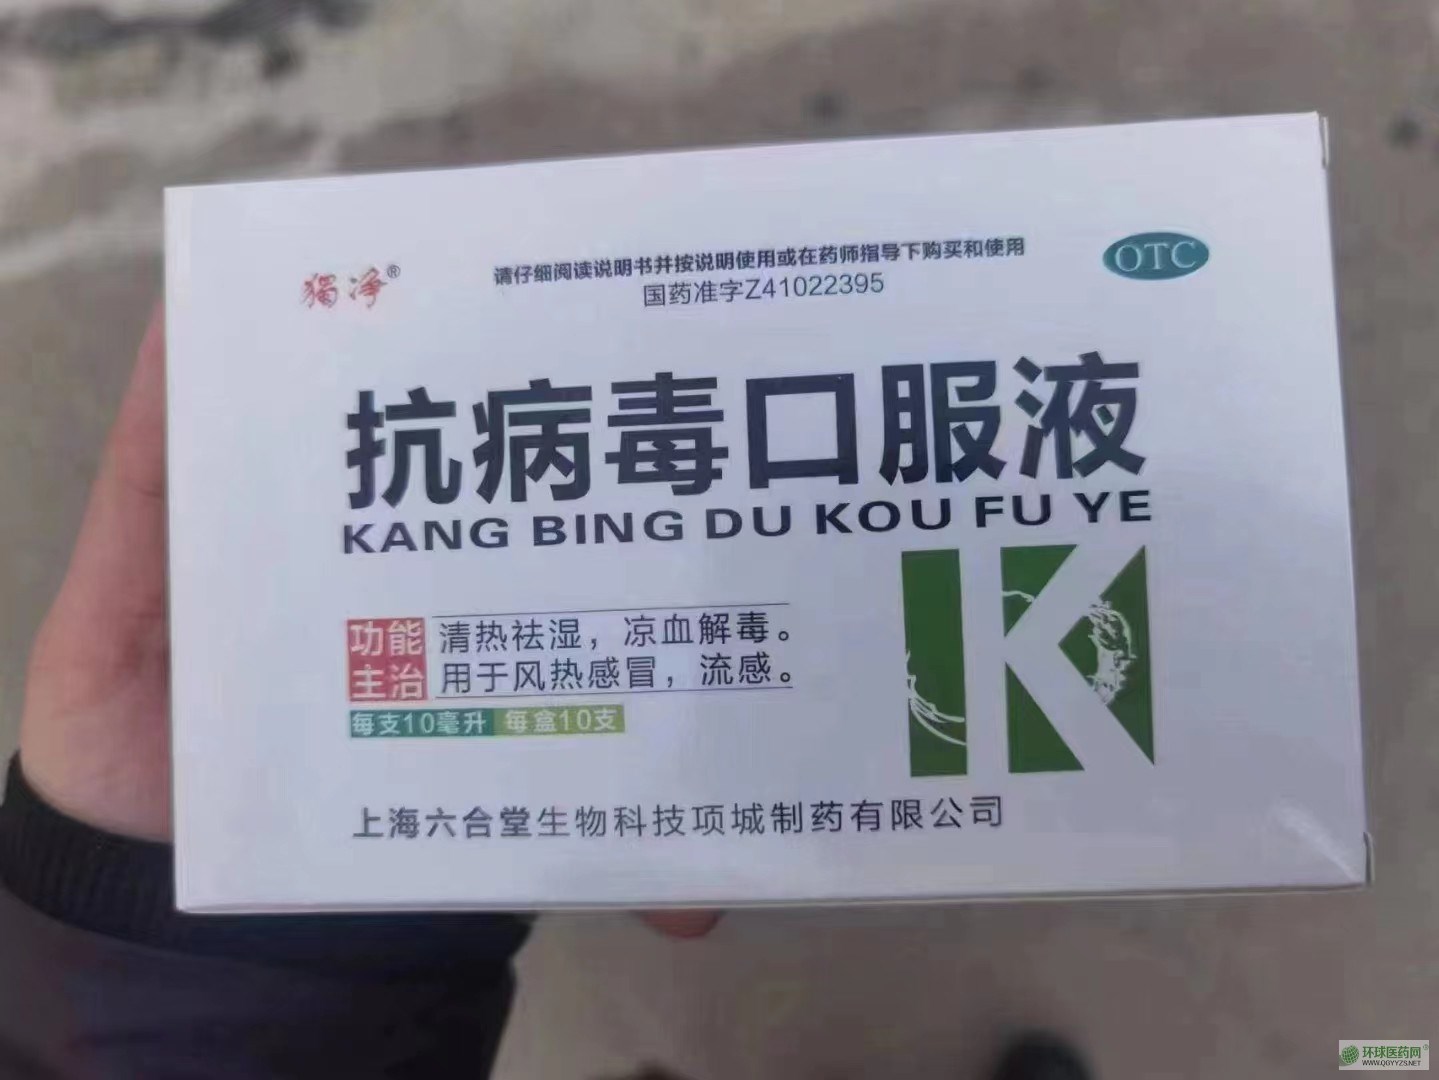 獨净®
请仔细阅读说明书并按说明使用或在药师指导下购买和使用
国药准字Z41022395
OTC
抗病毒口服液
KANG BING DU KOU FU YE
功能主治
清热祛湿，凉血解毒。
用于风热感冒，流感。
每支10毫升 每盒10支
K
上海六合堂生物科技项城制药有限公司
环球医药网®
WWW.QGYYZS.NET